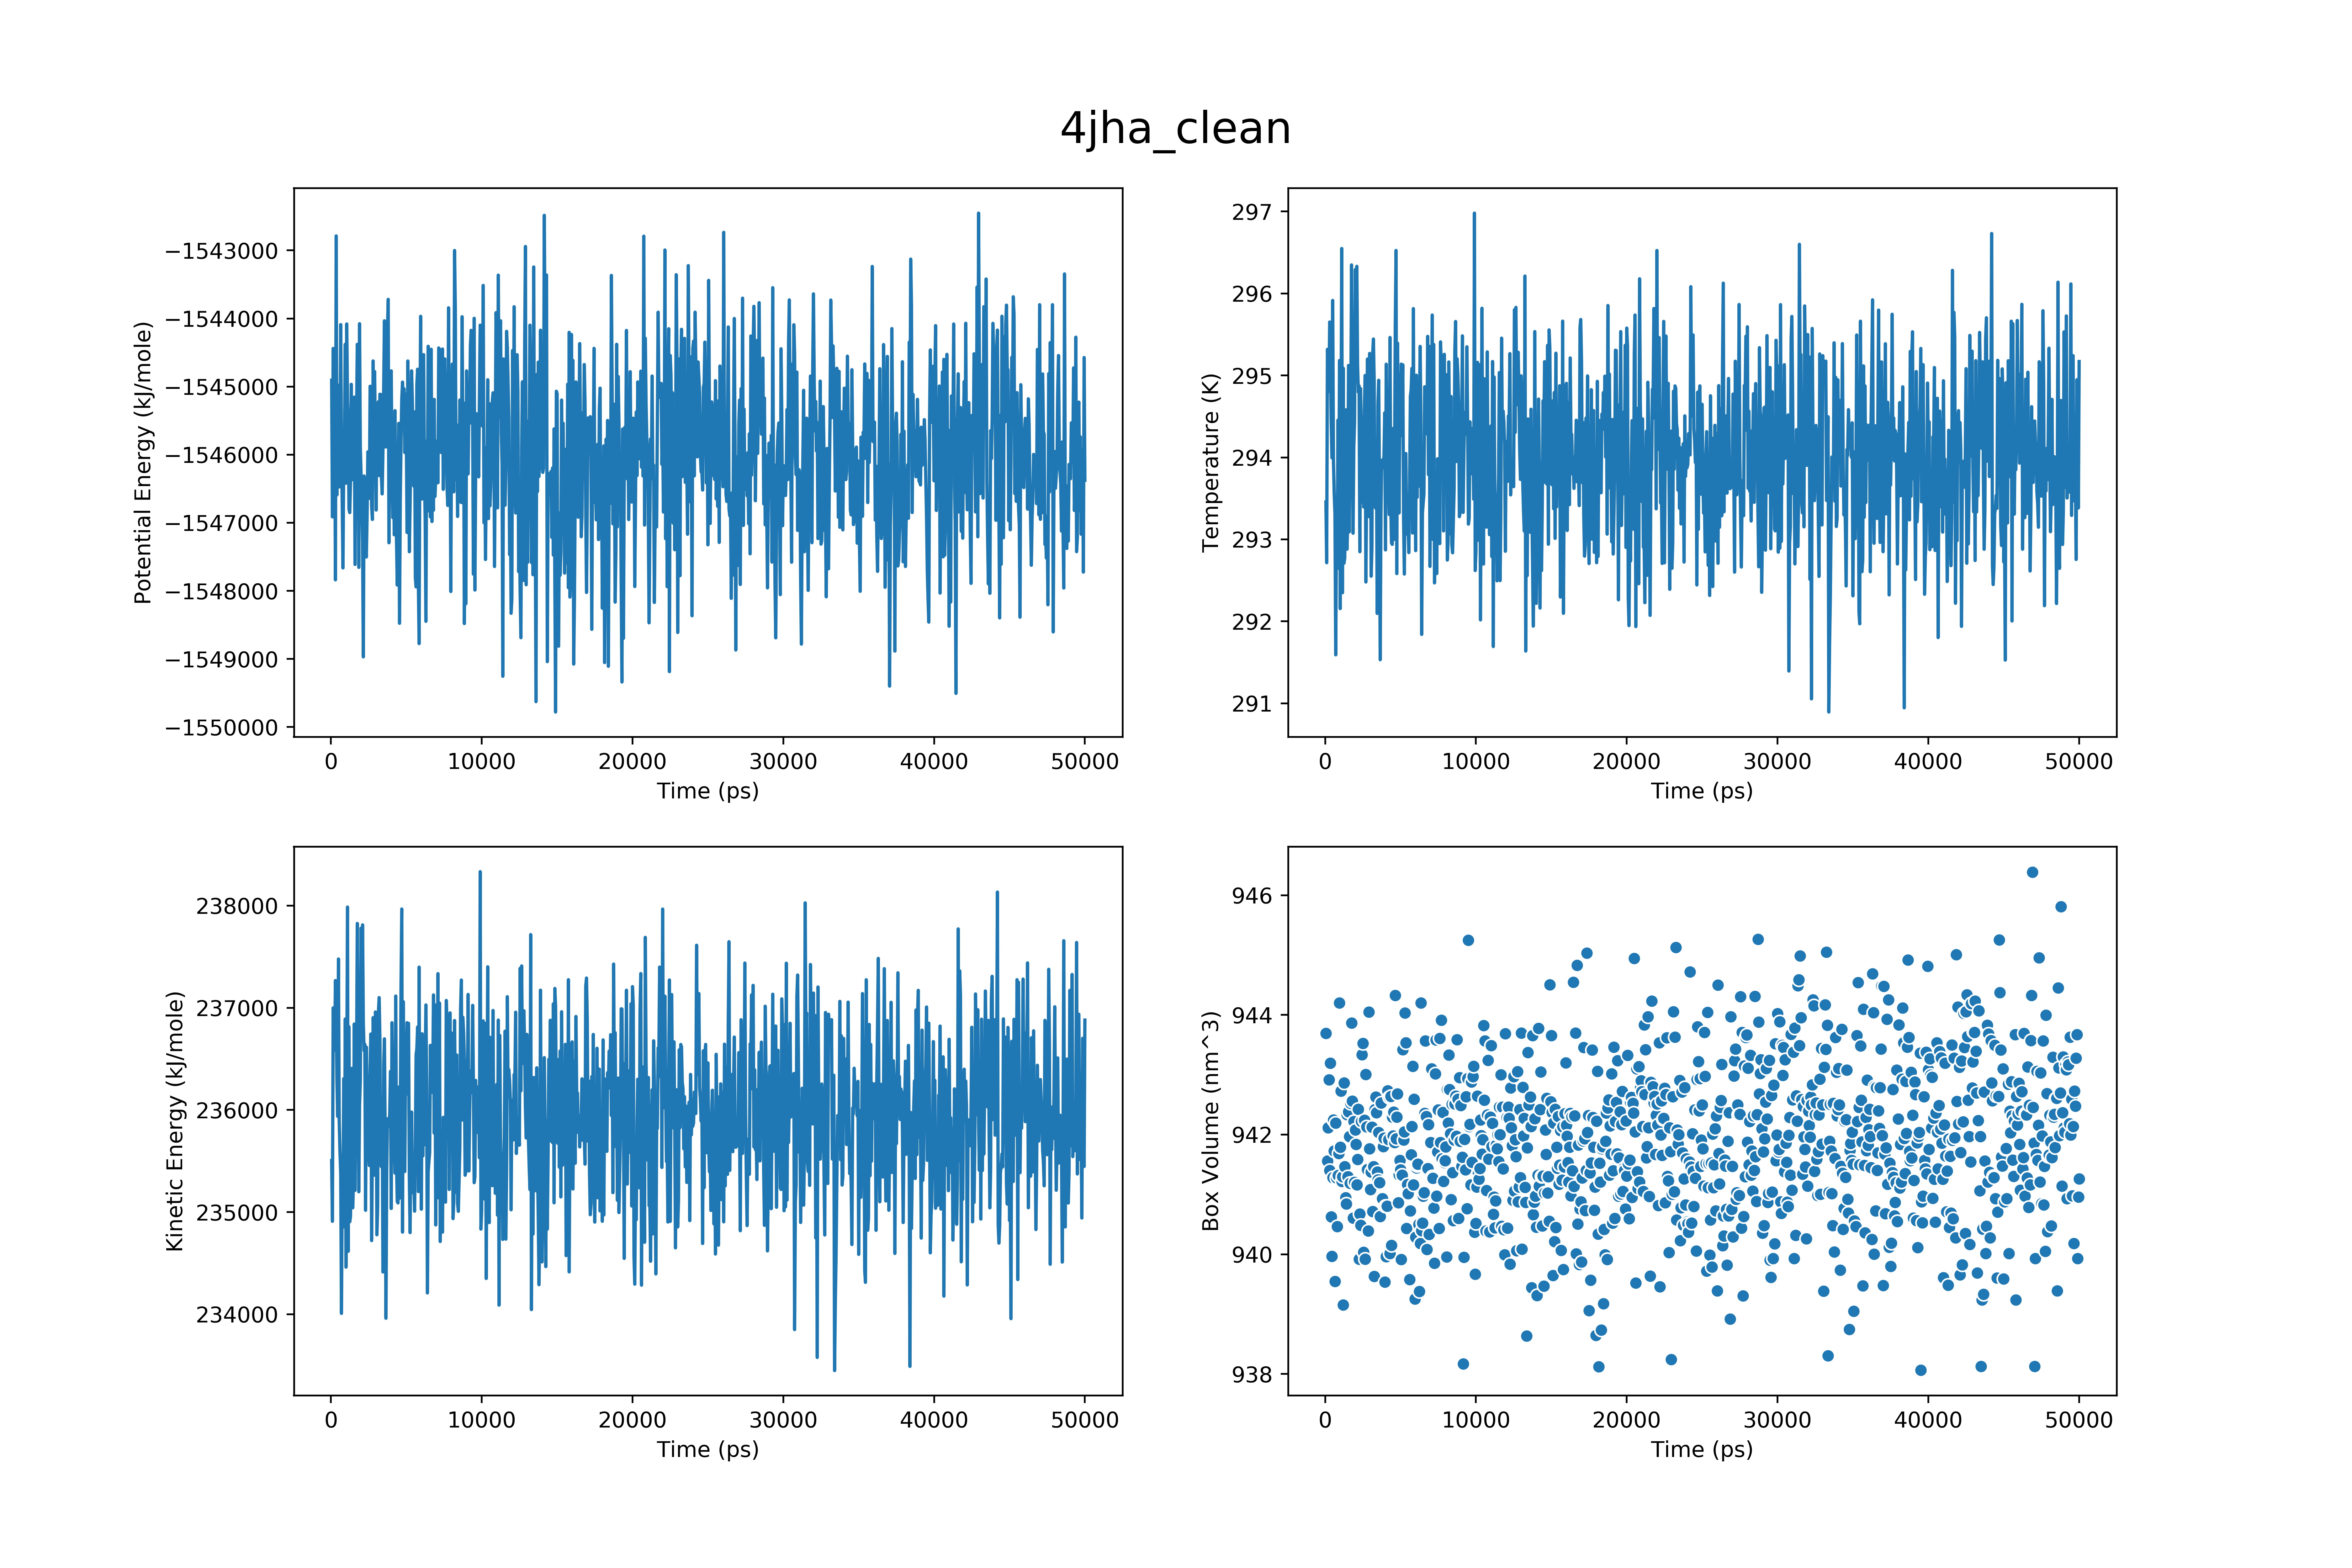 4jha_clean
Potential Energy (kJ/mole)
−1543000
−1544000
−1545000
−1546000
−1547000
−1548000
−1549000
−1550000
0 10000 20000 30000 40000 50000
Time (ps)
Temperature (K)
297
296
295
294
293
292
291
0 10000 20000 30000 40000 50000
Time (ps)
Kinetic Energy (kJ/mole)
238000
237000
236000
235000
234000
0 10000 20000 30000 40000 50000
Time (ps)
Box Volume (nm^3)
946
944
942
940
938
0 10000 20000 30000 40000 50000
Time (ps)